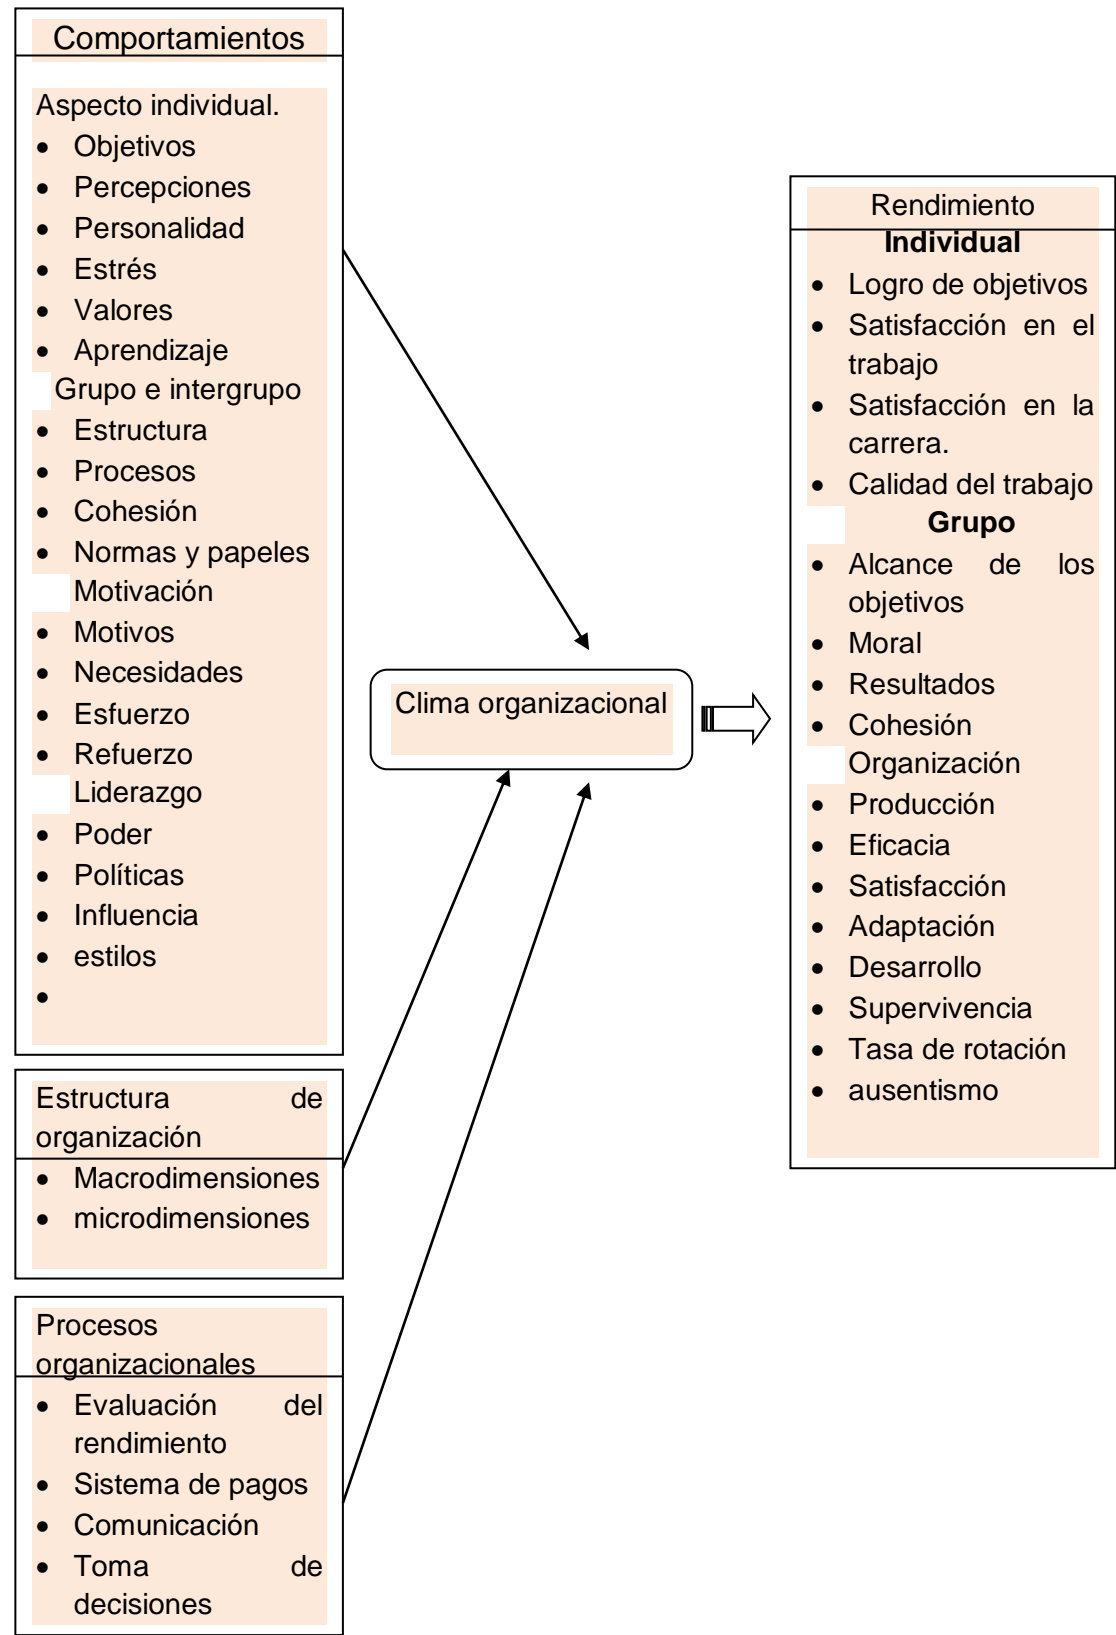 Comportamientos
Aspecto individual.
• Objetivos
• Percepciones
• Personalidad
• Estrés
• Valores
• Aprendizaje
Grupo e intergrupo
• Estructura
• Procesos
• Cohesión
• Normas y papeles
Motivación
• Motivos
• Necesidades
• Esfuerzo
• Refuerzo
Liderazgo
• Poder
• Políticas
• Influencia
• estilos
•
Estructura de
organización
• Macrodimensiones
• microdimensiones
Procesos
organizacionales
• Evaluación del
rendimiento
• Sistema de pagos
• Comunicación
• Toma de
decisiones
Clima organizacional
Rendimiento
Individual
• Logro de objetivos
• Satisfacción en el
trabajo
• Satisfacción en la
carrera.
• Calidad del trabajo
Grupo
• Alcance de los
objetivos
• Moral
• Resultados
• Cohesión
Organización
• Producción
• Eficacia
• Satisfacción
• Adaptación
• Desarrollo
• Supervivencia
• Tasa de rotación
• ausentismo